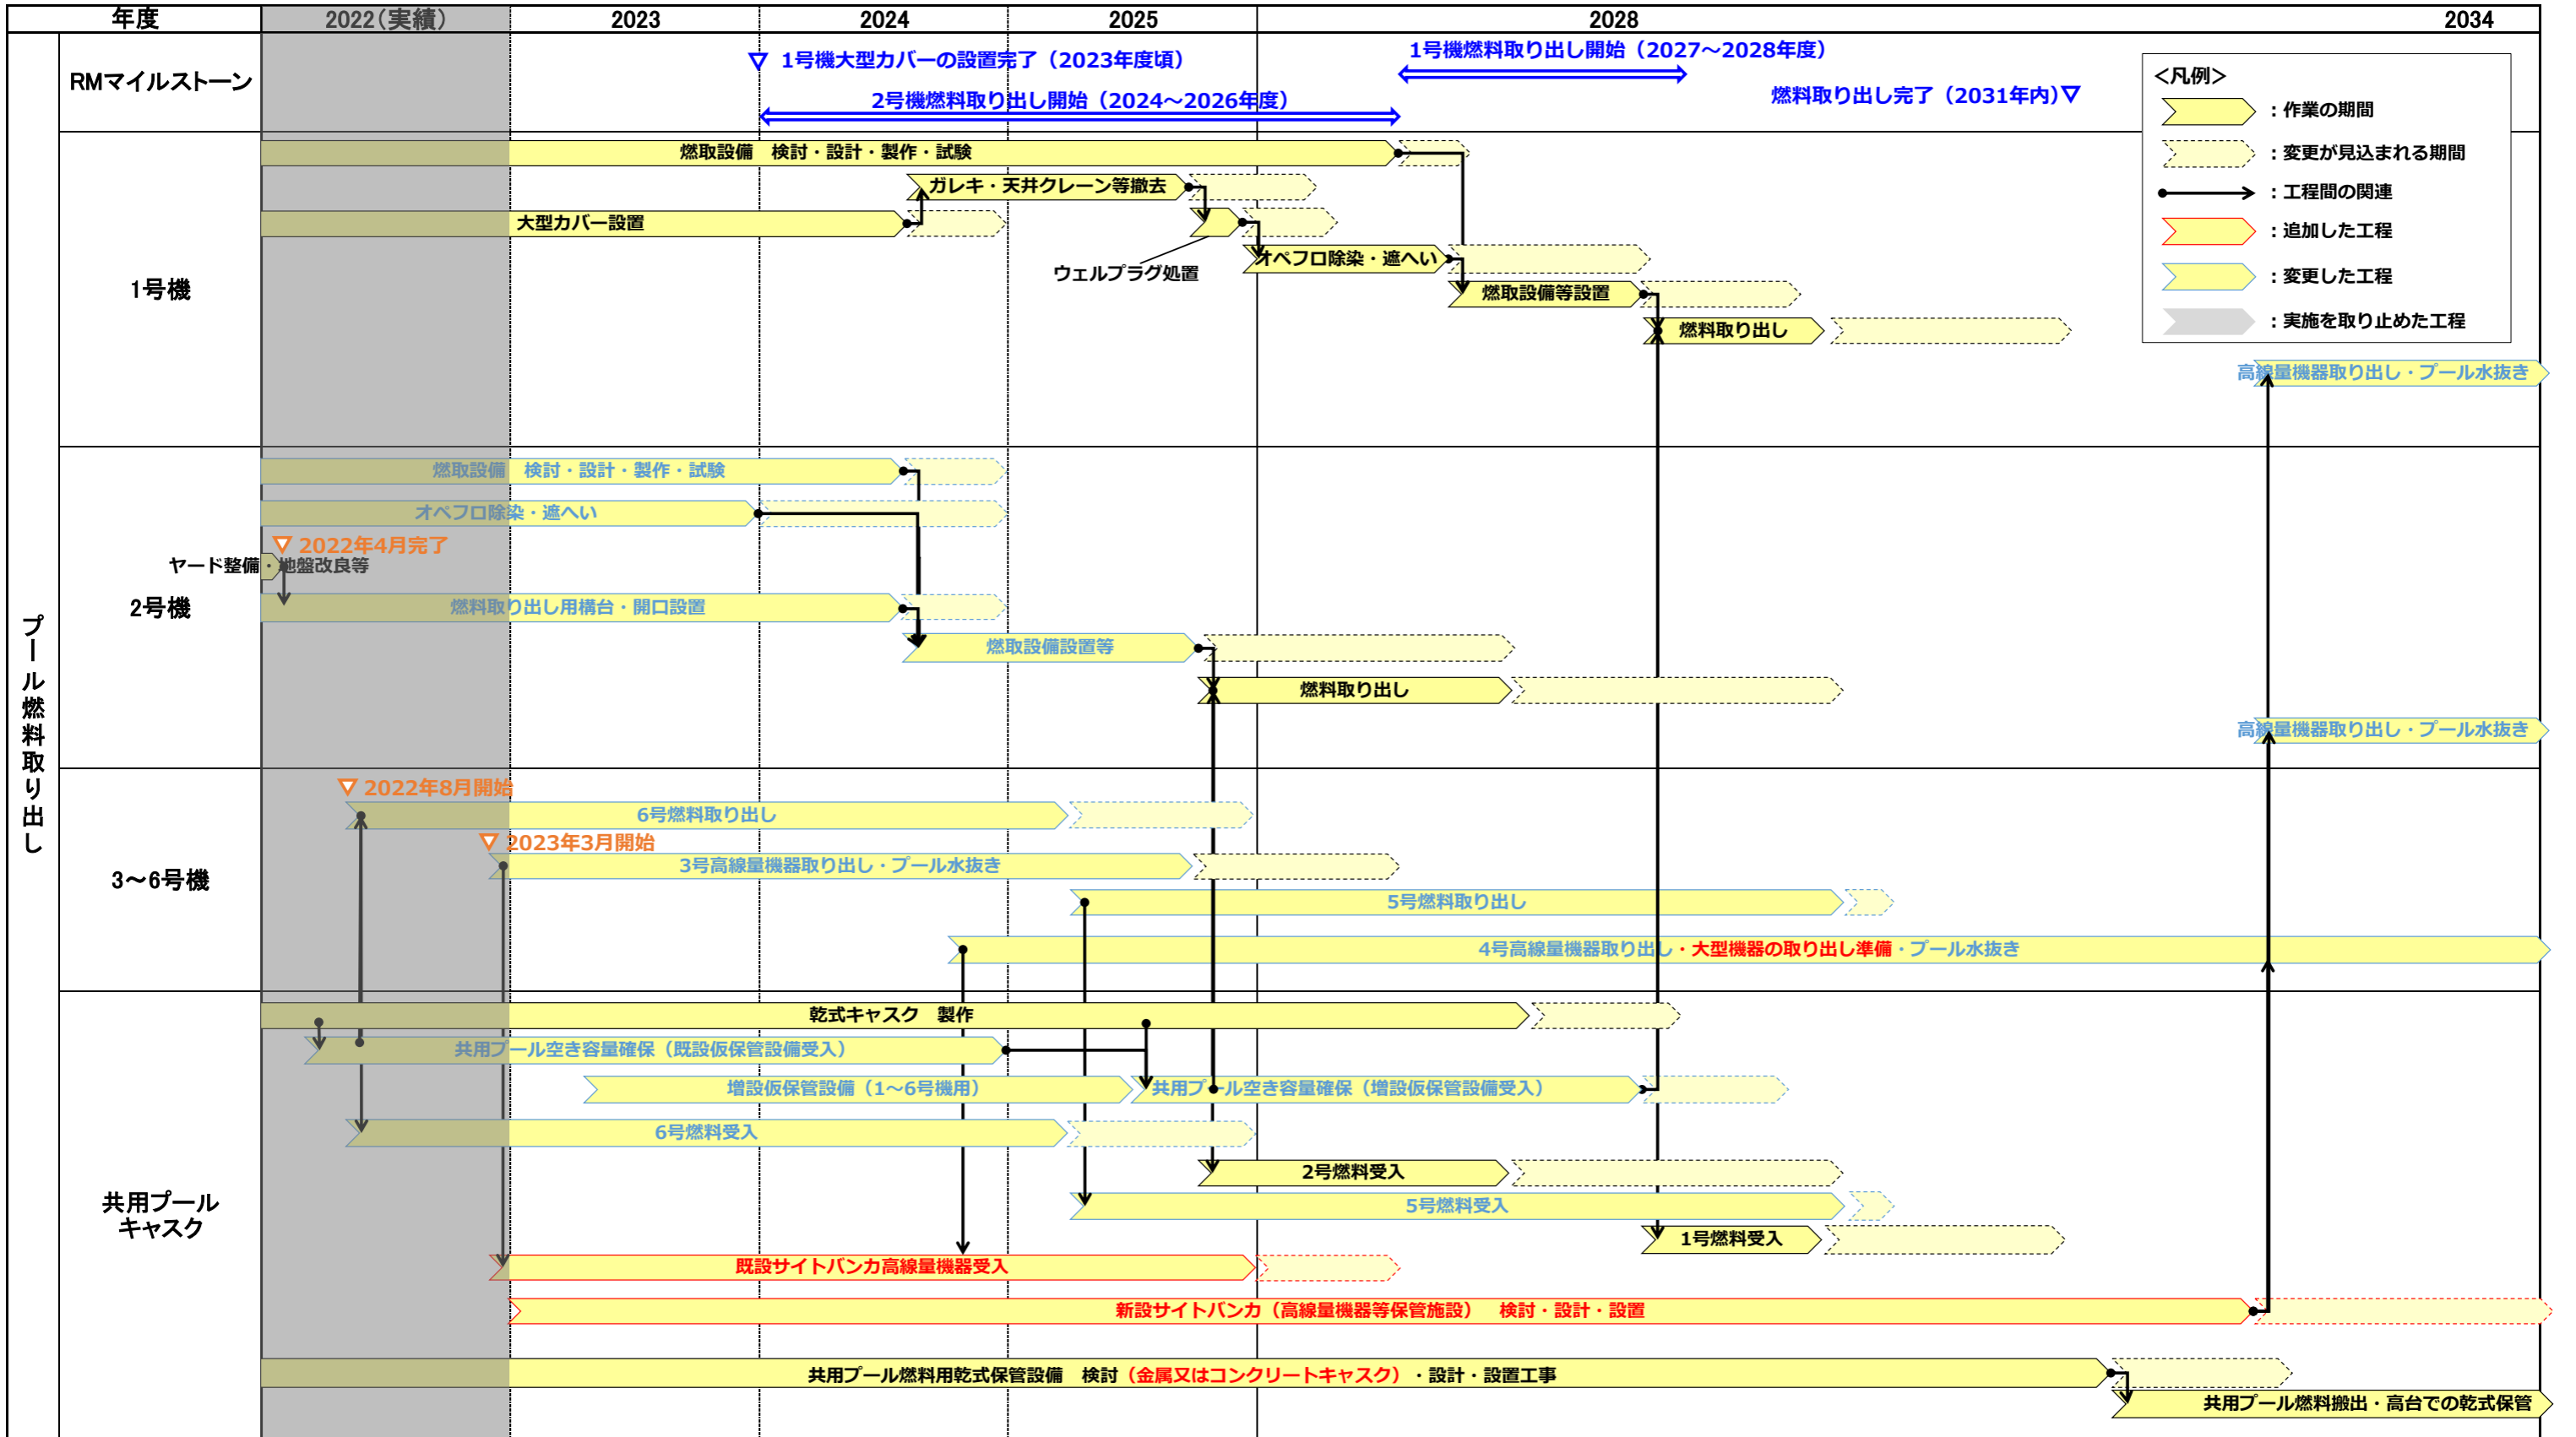 年度
2022(実績)
2023
2024
2025
2028
2034
プール燃料取り出し
RMマイルストーン
1号機大型カバーの設置完了（2023年度頃）
1号機燃料取り出し開始（2027～2028年度）
2号機燃料取り出し開始（2024～2026年度）
燃料取り出し完了（2031年内）
＜凡例＞
：作業の期間
：変更が見込まれる期間
：工程間の関連
：追加した工程
：変更した工程
：実施を取り止めた工程
1号機
燃取設備　検討・設計・製作・試験
ガレキ・天井クレーン等撤去
大型カバー設置
ウェルプラグ処置
オペフロ除染・遮へい
燃取設備等設置
燃料取り出し
高線量機器取り出し・プール水抜き
2号機
燃取設備　検討・設計・製作・試験
オペフロ除染・遮へい
2022年4月完了
ヤード整備・地盤改良等
燃料取り出し用構台・開口設置
燃取設備設置等
燃料取り出し
高線量機器取り出し・プール水抜き
3～6号機
2022年8月開始
6号燃料取り出し
2023年3月開始
3号高線量機器取り出し・プール水抜き
5号燃料取り出し
4号高線量機器取り出し・大型機器の取り出し準備・プール水抜き
共用プール
キャスク
乾式キャスク　製作
共用プール空き容量確保（既設仮保管設備受入）
増設仮保管設備（1～6号機用）
共用プール空き容量確保（増設仮保管設備受入）
6号燃料受入
2号燃料受入
5号燃料受入
1号燃料受入
既設サイトバンカ高線量機器受入
新設サイトバンカ（高線量機器等保管施設）　検討・設計・設置
共用プール燃料用乾式保管設備　検討（金属又はコンクリートキャスク）・設計・設置工事
共用プール燃料搬出・高台での乾式保管